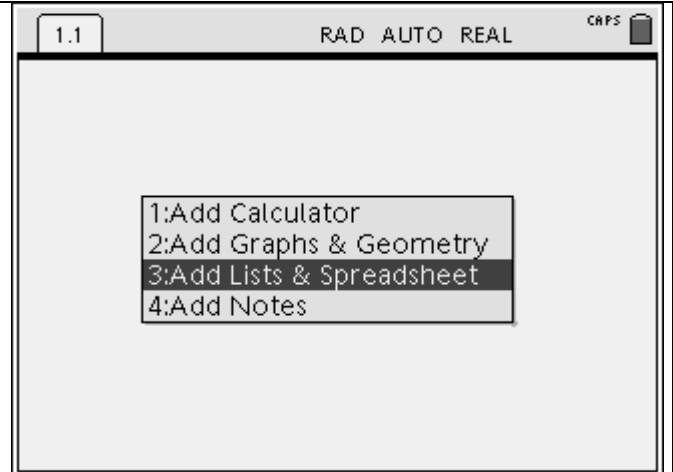 1.1 RAD AUTO REAL CAPS
1:Add Calculator
2:Add Graphs & Geometry
3:Add Lists & Spreadsheet
4:Add Notes